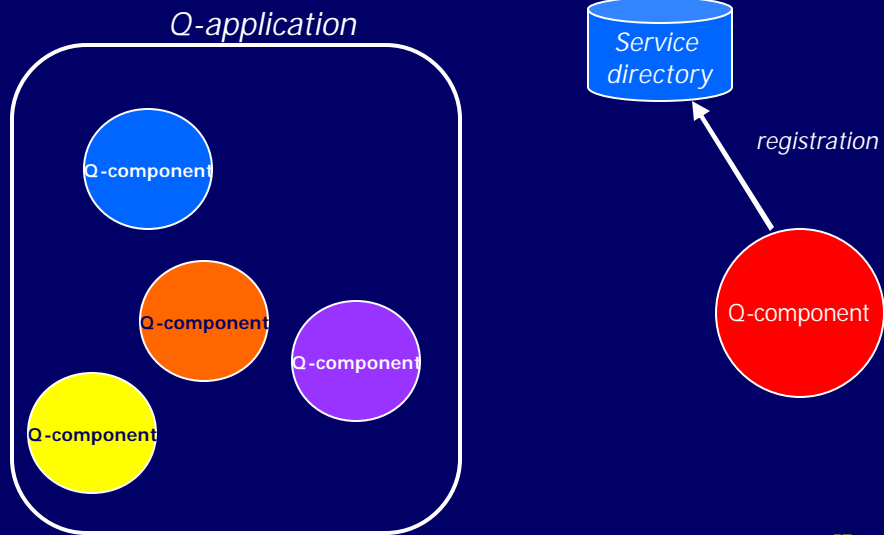 Q-application
Service
directory
registration
Q-component
Q-component
Q-component
Q-component
Q-component